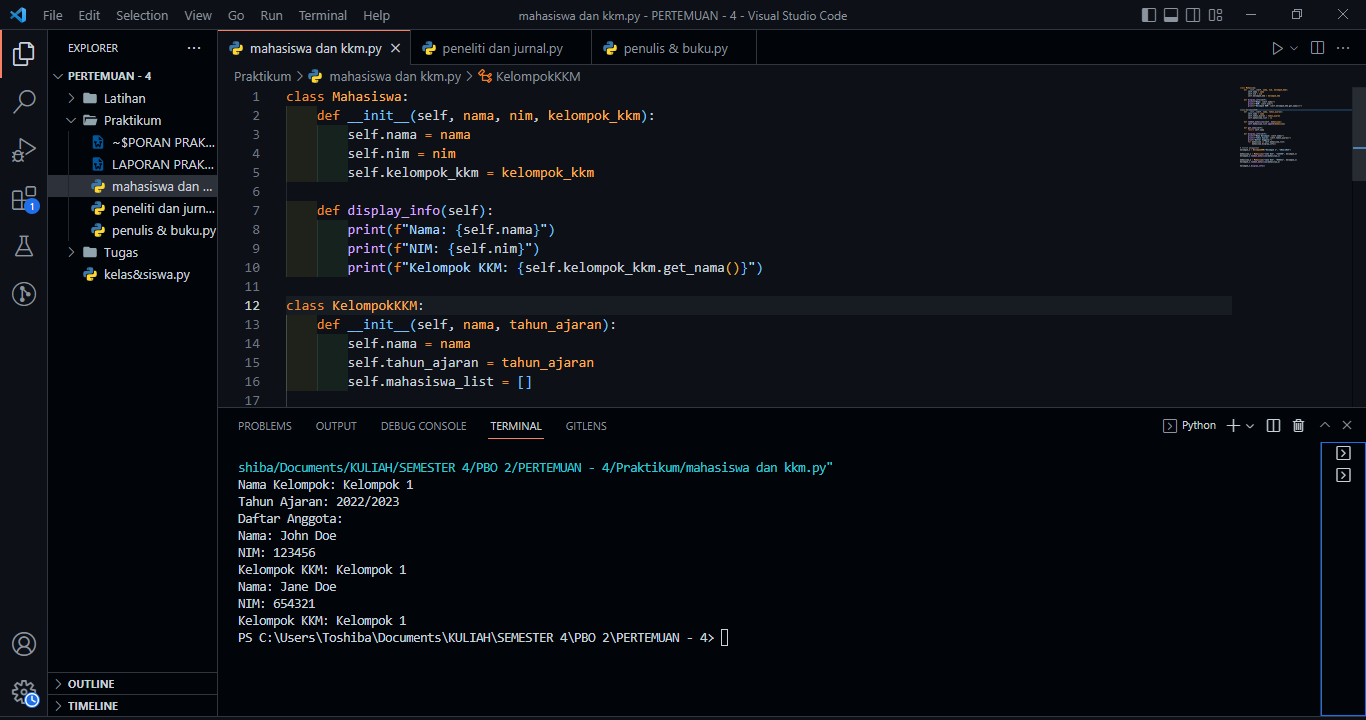 File Edit Selection View Go Run Terminal Help
mahasiswa dan kkm.py - PERTEMUAN - 4 - Visual Studio Code
EXPLORER ...
mahasiswa dan kkm.py
peneliti dan jurnal.py
penulis & buku.py
PERTEMUAN - 4
Latihan
Praktikum
~$PORAN PRAK...
LAPORAN PRAK...
mahasiswa dan ...
peneliti dan jurn...
penulis & buku.py
Tugas
kelas&siswa.py
OUTLINE
TIMELINE
1
Praktikum > mahasiswa dan kkm.py > KelompokKKM
1 class Mahasiswa:
2 def __init__(self, nama, nim, kelompok_kkm):
3 self.nama = nama
4 self.nim = nim
5 self.kelompok_kkm = kelompok_kkm
6
7 def display_info(self):
8 print(f"Nama: {self.nama}")
9 print(f"NIM: {self.nim}")
10 print(f"Kelompok KKM: {self.kelompok_kkm.get_nama()}")
11
12 class KelompokKKM:
13 def __init__(self, nama, tahun_ajaran):
14 self.nama = nama
15 self.tahun_ajaran = tahun_ajaran
16 self.mahasiswa_list = []
17
PROBLEMS OUTPUT DEBUG CONSOLE TERMINAL GITLENS
Python
shiba/Documents/KULIAH/SEMESTER 4/PBO 2/PERTEMUAN - 4/Praktikum/mahasiswa dan kkm.py"
Nama Kelompok: Kelompok 1
Tahun Ajaran: 2022/2023
Daftar Anggota:
Nama: John Doe
NIM: 123456
Kelompok KKM: Kelompok 1
Nama: Jane Doe
NIM: 654321
Kelompok KKM: Kelompok 1
PS C:\Users\Toshiba\Documents\KULIAH\SEMESTER 4\PBO 2\PERTEMUAN - 4>